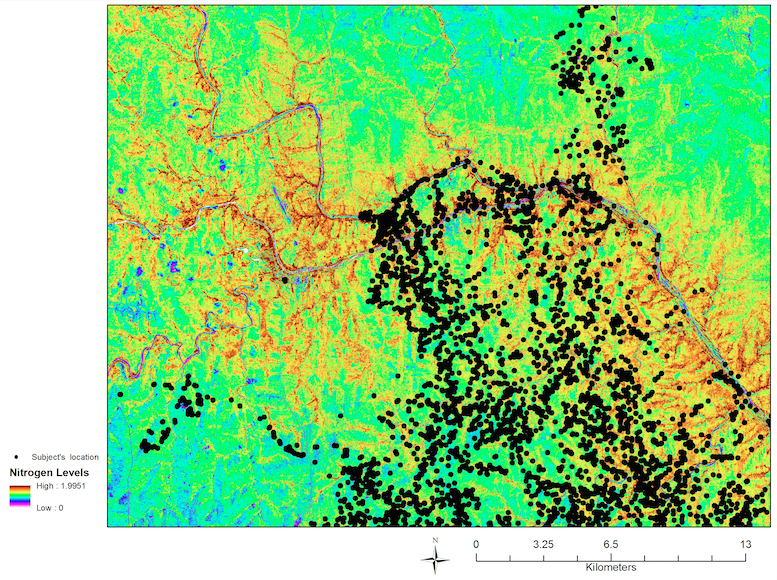 Subject's location
Nitrogen Levels
High : 1.9951
Low : 0
N
0 3.25 6.5 13
Kilometers